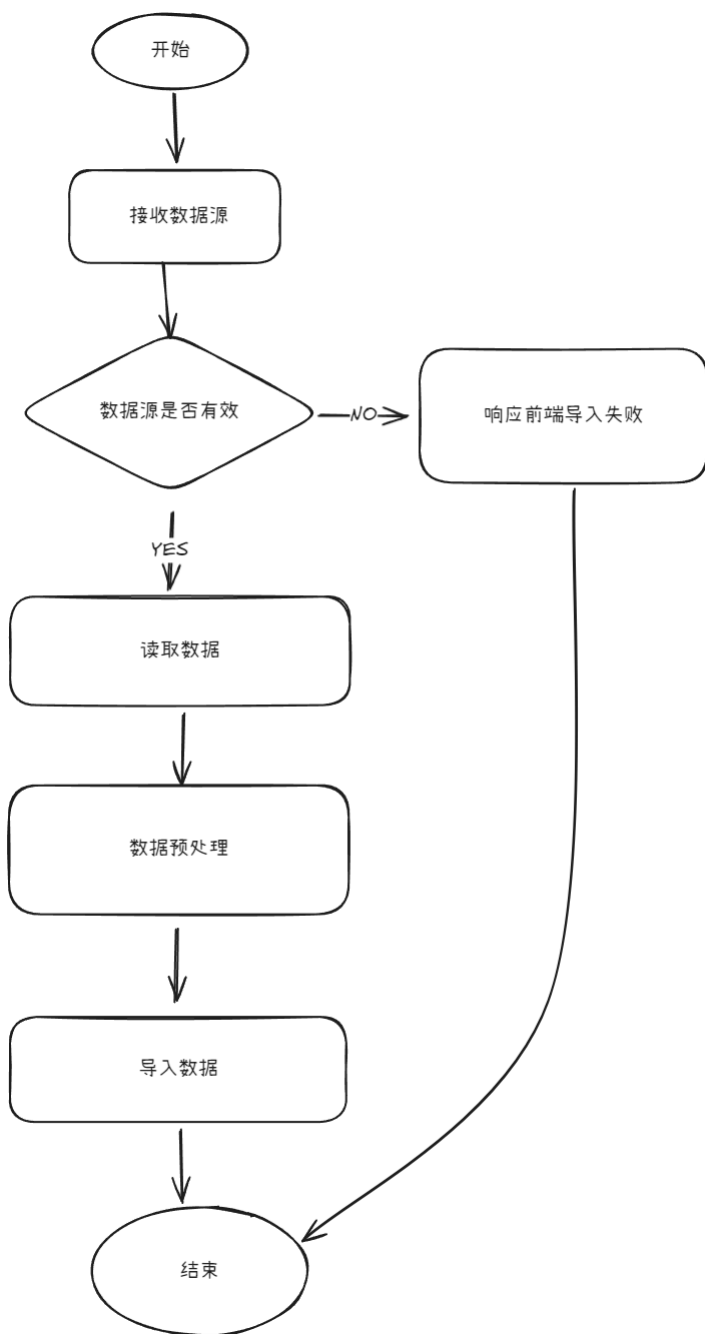 开始
接收数据源
数据源是否有效
NO
响应前端导入失败
YES
读取数据
数据预处理
导入数据
结束